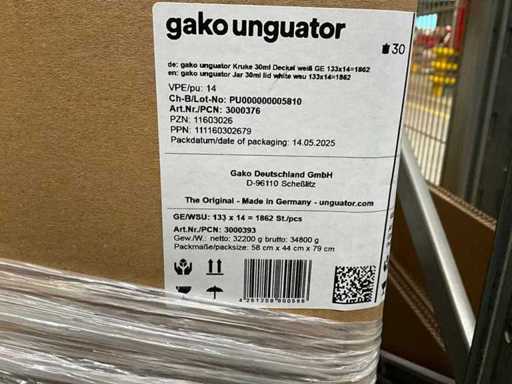 gako unguator
30
de: gako unguator Kruke 30ml Deckel weiß GE 133x14=1862
en: gako unguator Jar 30ml lid white wsu 133x14=1862
VPE/pu: 14
Ch-B/Lot-No: PU000000005810
Art.Nr./PCN: 3000376
PZN: 11603026
PPN: 111160302679
Packdatum/date of packaging: 14.05.2025
Gako Deutschland GmbH
D-96110 Scheßlitz
The Original - Made in Germany - unguator.com
GE/WSU: 133 x 14 = 1862 St./pcs
Art.Nr./PCN: 3000393
Gew./W.: netto: 32200 g brutto: 34800 g
Packmaße/packsize: 58 cm x 44 cm x 79 cm